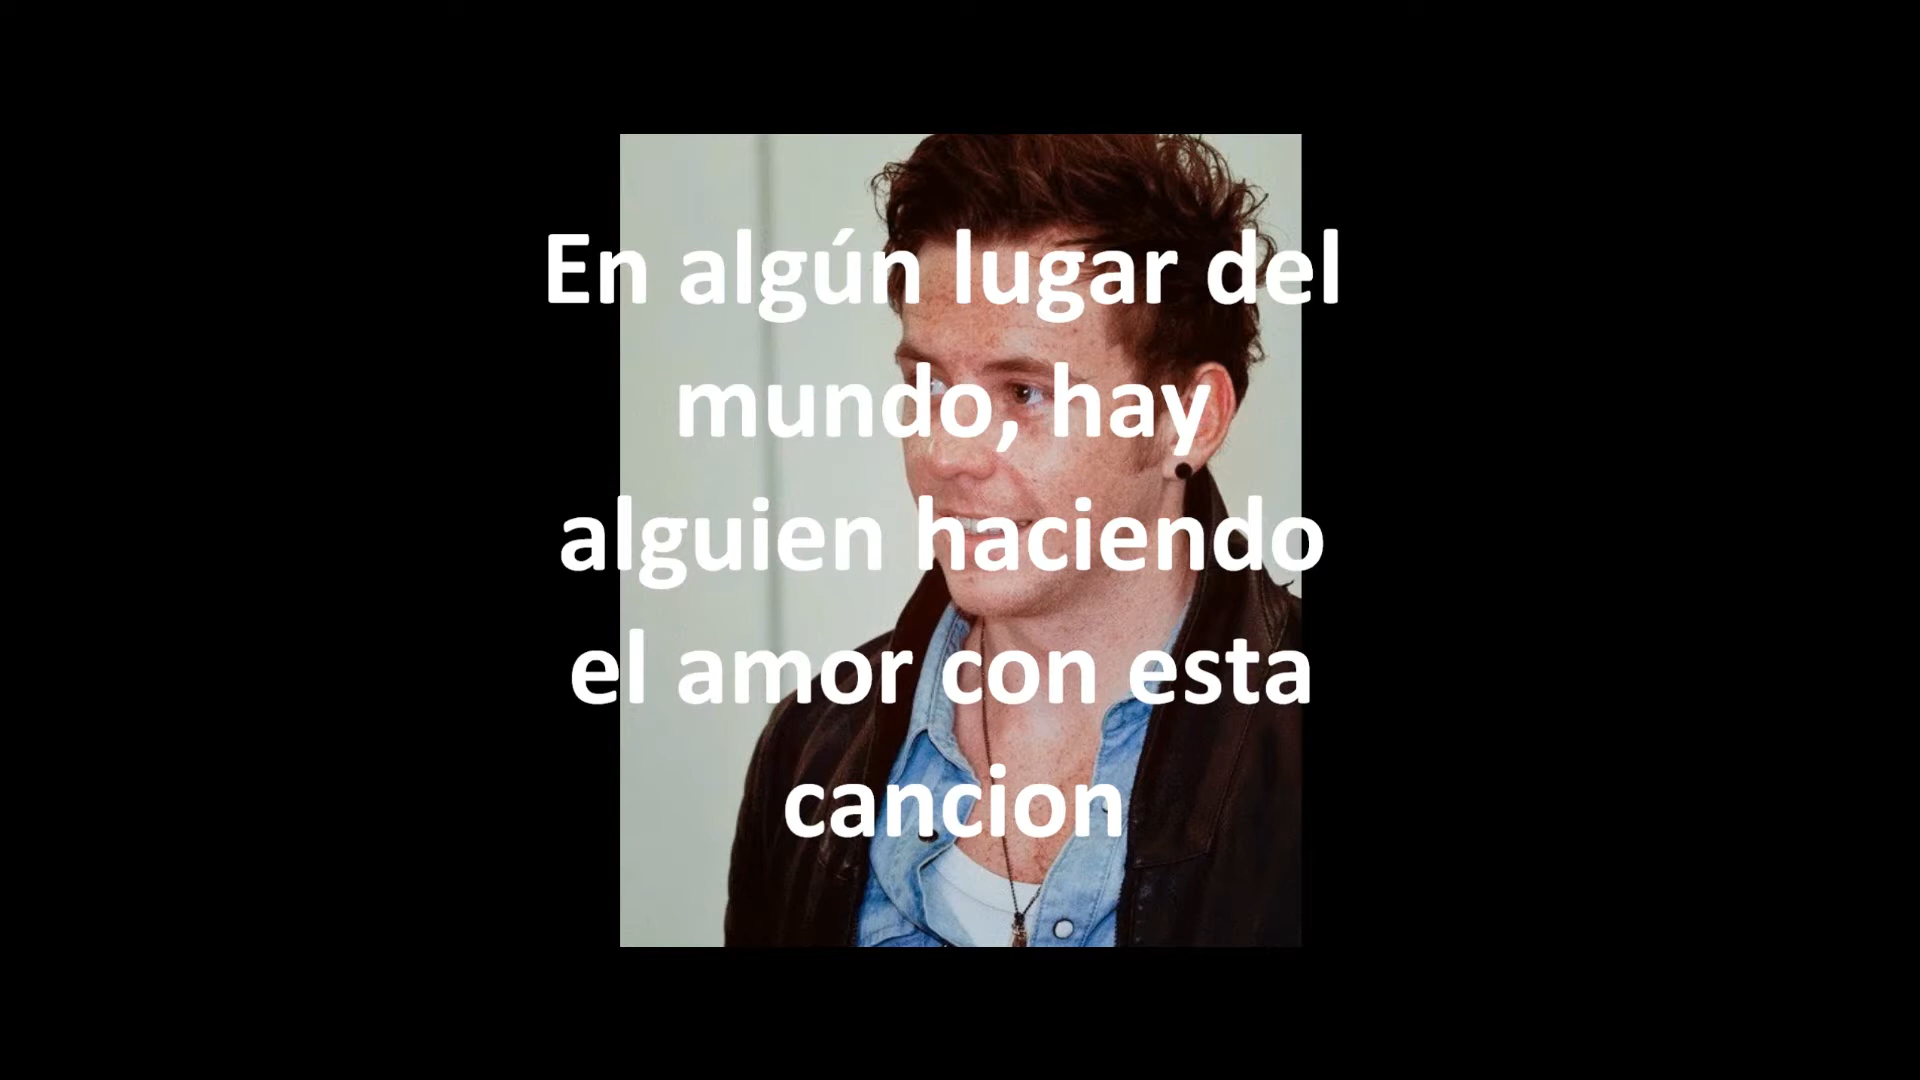 En algún lugar del
mundo, hay
alguien haciendo
el amor con esta
cancion